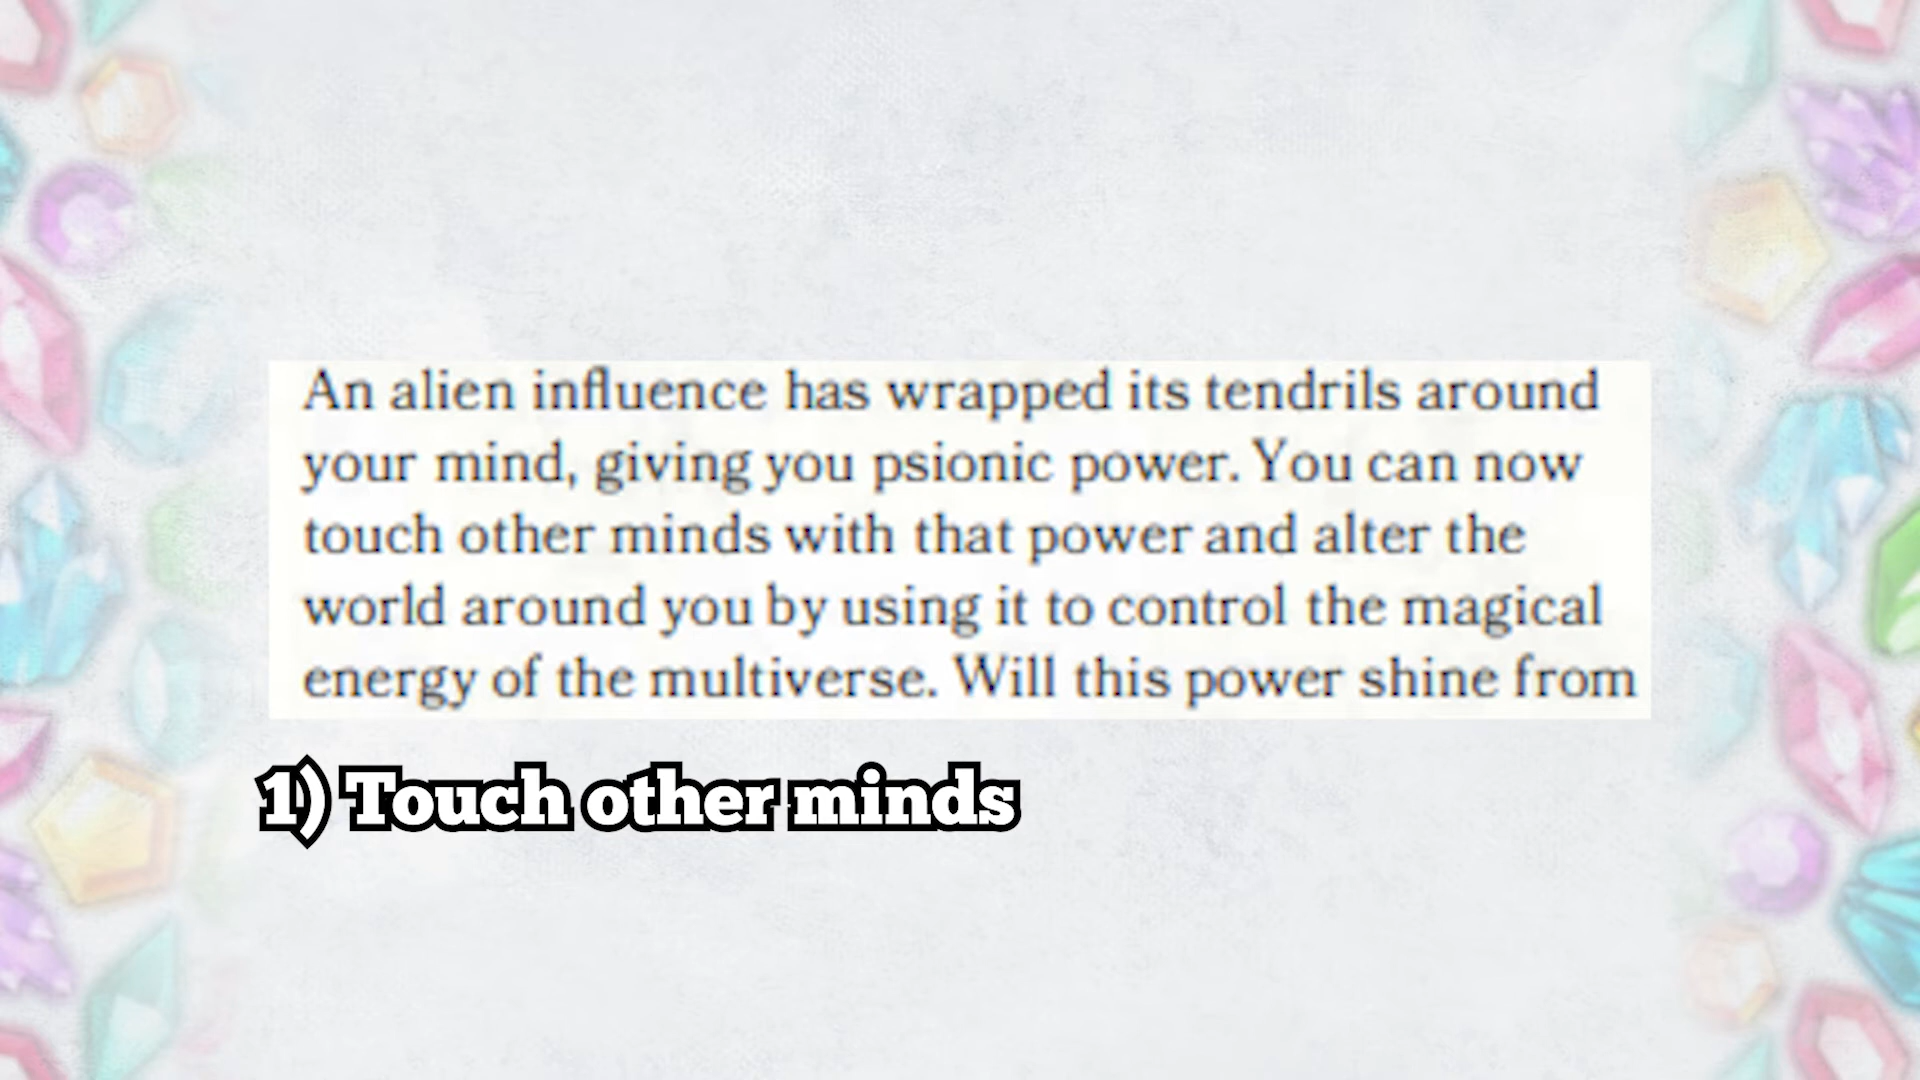 An alien influence has wrapped its tendrils around
your mind, giving you psionic power. You can now
touch other minds with that power and alter the
world around you by using it to control the magical
energy of the multiverse. Will this power shine from
1) Touch other minds